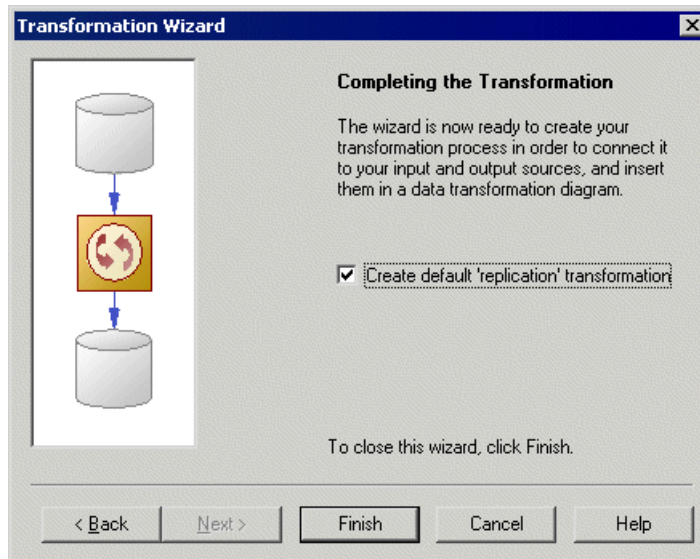 Transformation Wizard
Completing the Transformation
The wizard is now ready to create your
transformation process in order to connect it
to your input and output sources, and insert
them in a data transformation diagram.
Create default 'replication' transformation
To close this wizard, click Finish.
< Back
Next >
Finish
Cancel
Help